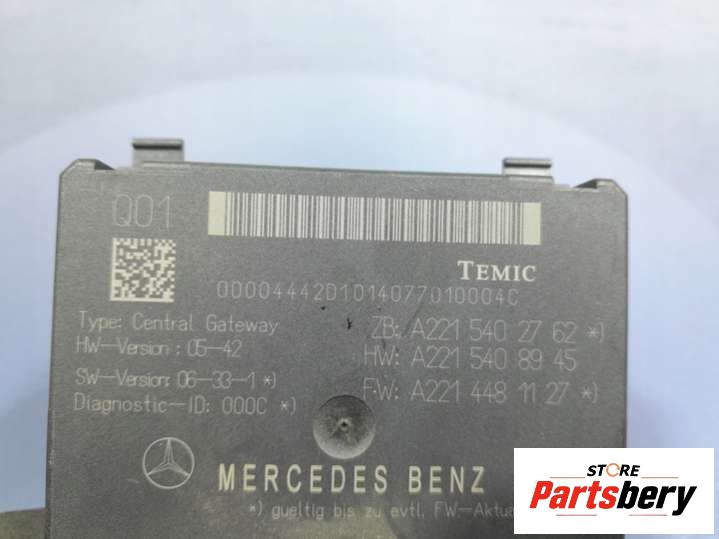 Q01
TEMIC
00004442D1014077010004C
Type: Central Gateway
HW-Version : 05-42
SW-Version: 06-33-1 *)
Diagnostic-ID: 000C *)
ZB: A221 540 27 62 *)
HW: A221 540 89 45
FW: A221 448 11 27 *)
MERCEDES BENZ
*) gueltig bis zu evtl. FW-Aktua
STORE
Partsbery